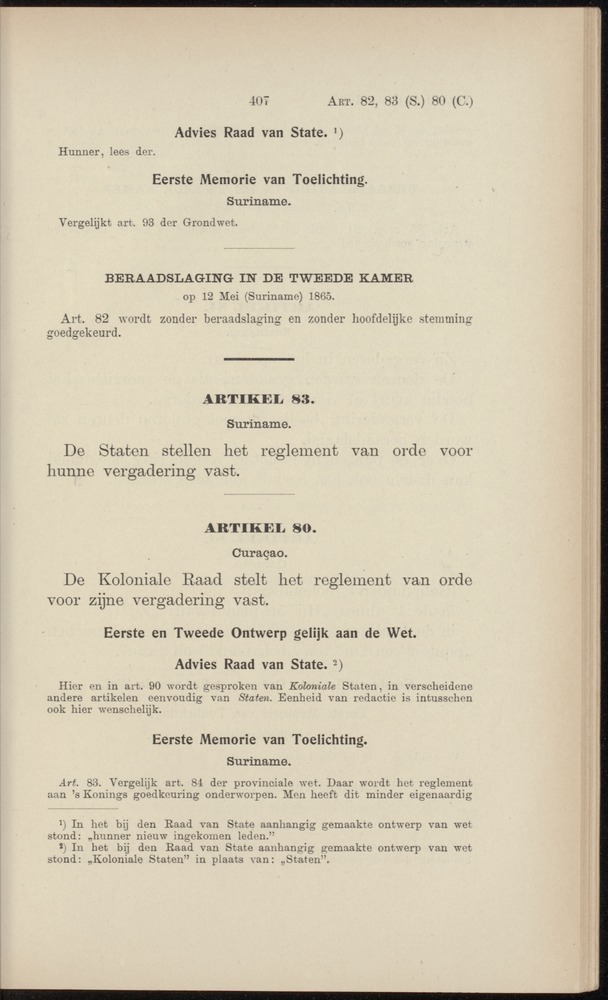 407 ART. 82, 83 (S.) 80 (C.)
Advies Raad van State. ¹)
Hunner, lees der.
Eerste Memorie van Toelichting.
Suriname.
Vergelijkt art. 93 der Grondwet.
BERAADSLAGING IN DE TWEEDE KAMER
op 12 Mei (Suriname) 1865.
Art. 82 wordt zonder beraadslaging en zonder hoofdelijke stemming
goedgekeurd.
ARTIKEL 83.
Suriname.
De Staten stellen het reglement van orde voor
hunne vergadering vast.
ARTIKEL 80.
Curaçao.
De Koloniale Raad stelt het reglement van orde
voor zijne vergadering vast.
Eerste en Tweede Ontwerp gelijk aan de Wet.
Advies Raad van State. ²)
Hier en in art. 90 wordt gesproken van Koloniale Staten, in verscheidene
andere artikelen eenvoudig van Staten. Eenheid van redactie is intusschen
ook hier wenschelijk.
Eerste Memorie van Toelichting.
Suriname.
Art. 83. Vergelijk art. 84 der provinciale wet. Daar wordt het reglement
aan 's Konings goedkeuring onderworpen. Men heeft dit minder eigenaardig
¹) In het bij den Raad van State aanhangig gemaakte ontwerp van wet
stond: „hunner nieuw ingekomen leden.”
²) In het bij den Raad van State aanhangig gemaakte ontwerp van wet
stond: „Koloniale Staten” in plaats van: „Staten”.